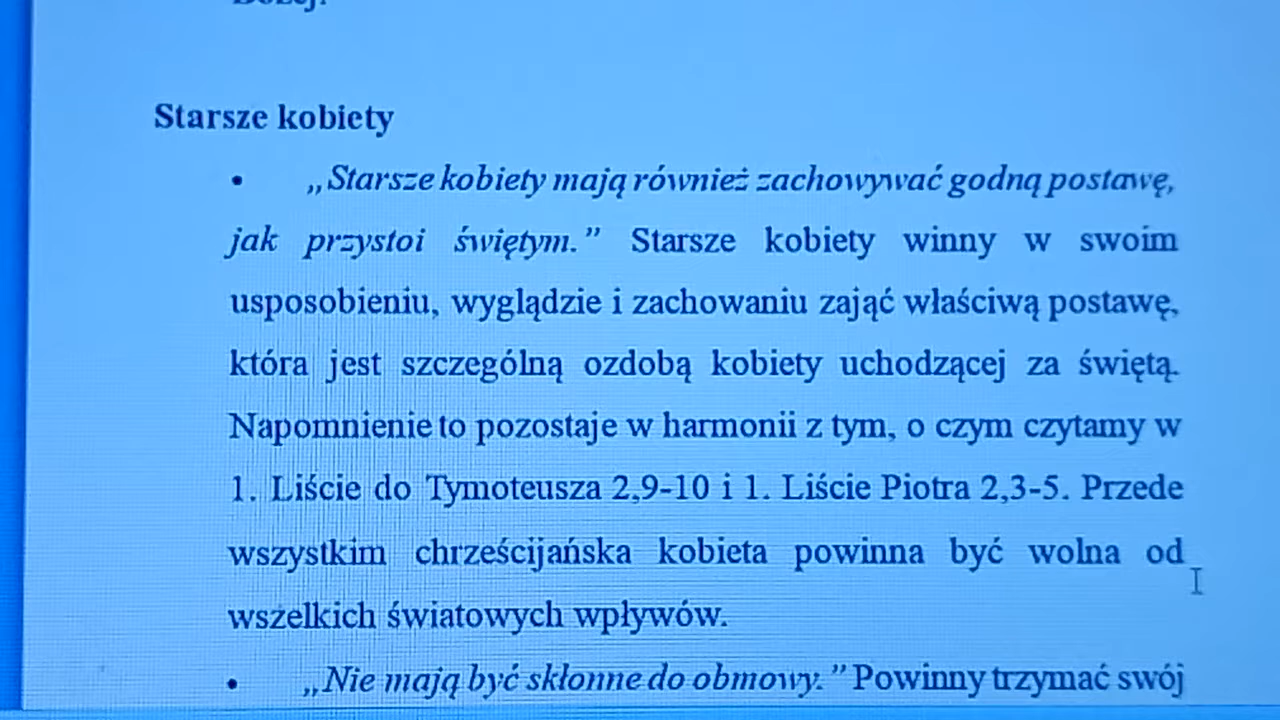 Bożej.
Starsze kobiety
• „Starsze kobiety mają również zachowywać godną postawę,
jak przystoi świętym.” Starsze kobiety winny w swoim
usposobieniu, wyglądzie i zachowaniu zająć właściwą postawę,
która jest szczególną ozdobą kobiety uchodzącej za świętą.
Napomnienie to pozostaje w harmonii z tym, o czym czytamy w
1. Liście do Tymoteusza 2,9-10 i 1. Liście Piotra 2,3-5. Przede
wszystkim chrześcijańska kobieta powinna być wolna od
wszelkich światowych wpływów.
• „Nie mają być skłonne do obmowy.” Powinny trzymać swój